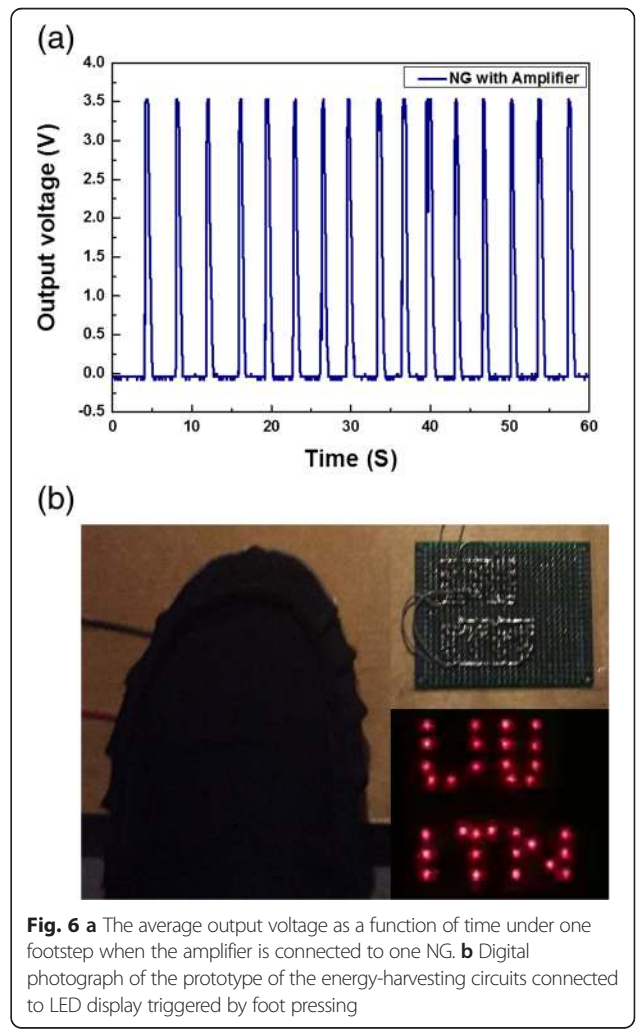 (a)
NG with Amplifier
4.0
3.5
3.0
2.5
2.0
1.5
1.0
0.5
0.0
-0.5
Output voltage (V)
0 10 20 30 40 50 60
Time (S)
(b)
LiU
ITN
Fig. 6 a The average output voltage as a function of time under one
footstep when the amplifier is connected to one NG. b Digital
photograph of the prototype of the energy-harvesting circuits connected
to LED display triggered by foot pressing